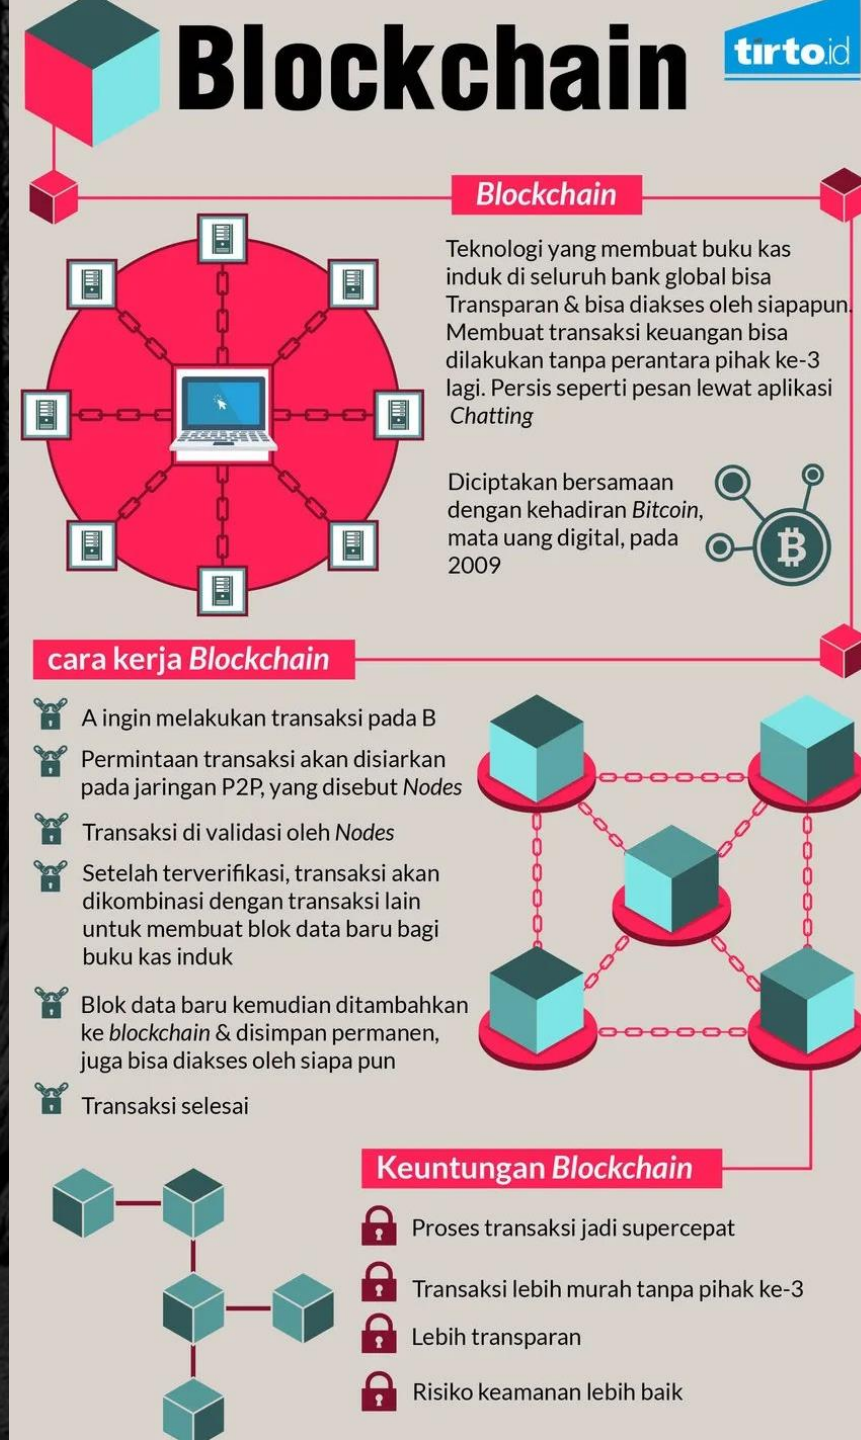 Blockchain
tirto.id
Blockchain
Teknologi yang membuat buku kas
induk di seluruh bank global bisa
Transparan & bisa diakses oleh siapapun.
Membuat transaksi keuangan bisa
dilakukan tanpa perantara pihak ke-3
lagi. Persis seperti pesan lewat aplikasi
Chatting
Diciptakan bersamaan
dengan kehadiran Bitcoin,
mata uang digital, pada
2009
cara kerja Blockchain
A ingin melakukan transaksi pada B
Permintaan transaksi akan disiarkan
pada jaringan P2P, yang disebut Nodes
Transaksi di validasi oleh Nodes
Setelah terverifikasi, transaksi akan
dikombinasi dengan transaksi lain
untuk membuat blok data baru bagi
buku kas induk
Blok data baru kemudian ditambahkan
ke blockchain & disimpan permanen,
juga bisa diakses oleh siapa pun
Transaksi selesai
Keuntungan Blockchain
Proses transaksi jadi supercepat
Transaksi lebih murah tanpa pihak ke-3
Lebih transparan
Risiko keamanan lebih baik